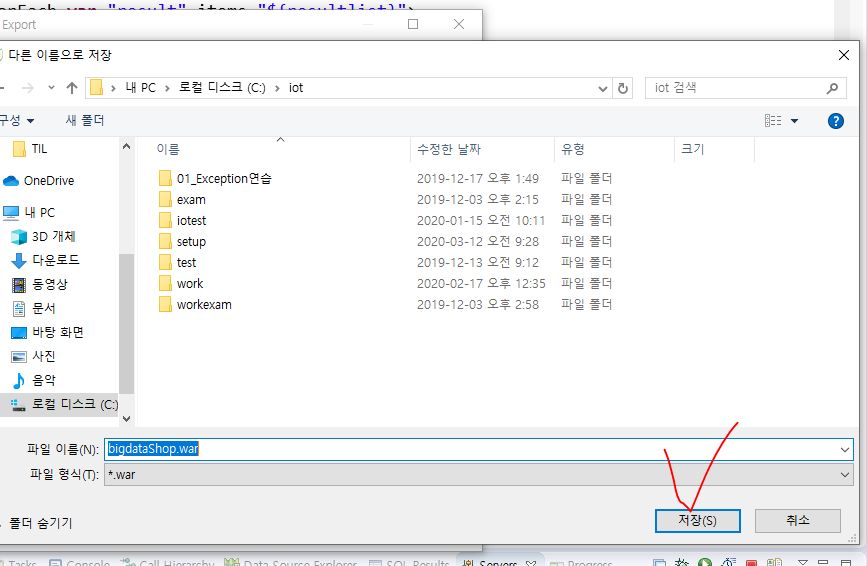 var="result" items="${resultlist}">
Export
다른 이름으로 저장
내 PC > 로컬 디스크 (C:) > iot
iot 검색
구성
새 폴더
TIL
OneDrive
내 PC
3D 개체
다운로드
동영상
문서
바탕 화면
사진
음악
로컬 디스크 (C:)
이름 수정한 날짜 유형 크기
01_Exception연습 2019-12-17 오후 1:49 파일 폴더
exam 2019-12-03 오후 2:15 파일 폴더
iotest 2020-01-15 오전 10:11 파일 폴더
setup 2020-03-12 오전 9:28 파일 폴더
test 2019-12-13 오전 9:12 파일 폴더
work 2020-02-17 오후 12:35 파일 폴더
workexam 2019-12-03 오후 2:58 파일 폴더
파일 이름(N): bigdataShop.war
파일 형식(T): *.war
폴더 숨기기
저장(S)
취소
Tasks Console Call Hierarchy Data Source Explorer SQL Results Servers Progress